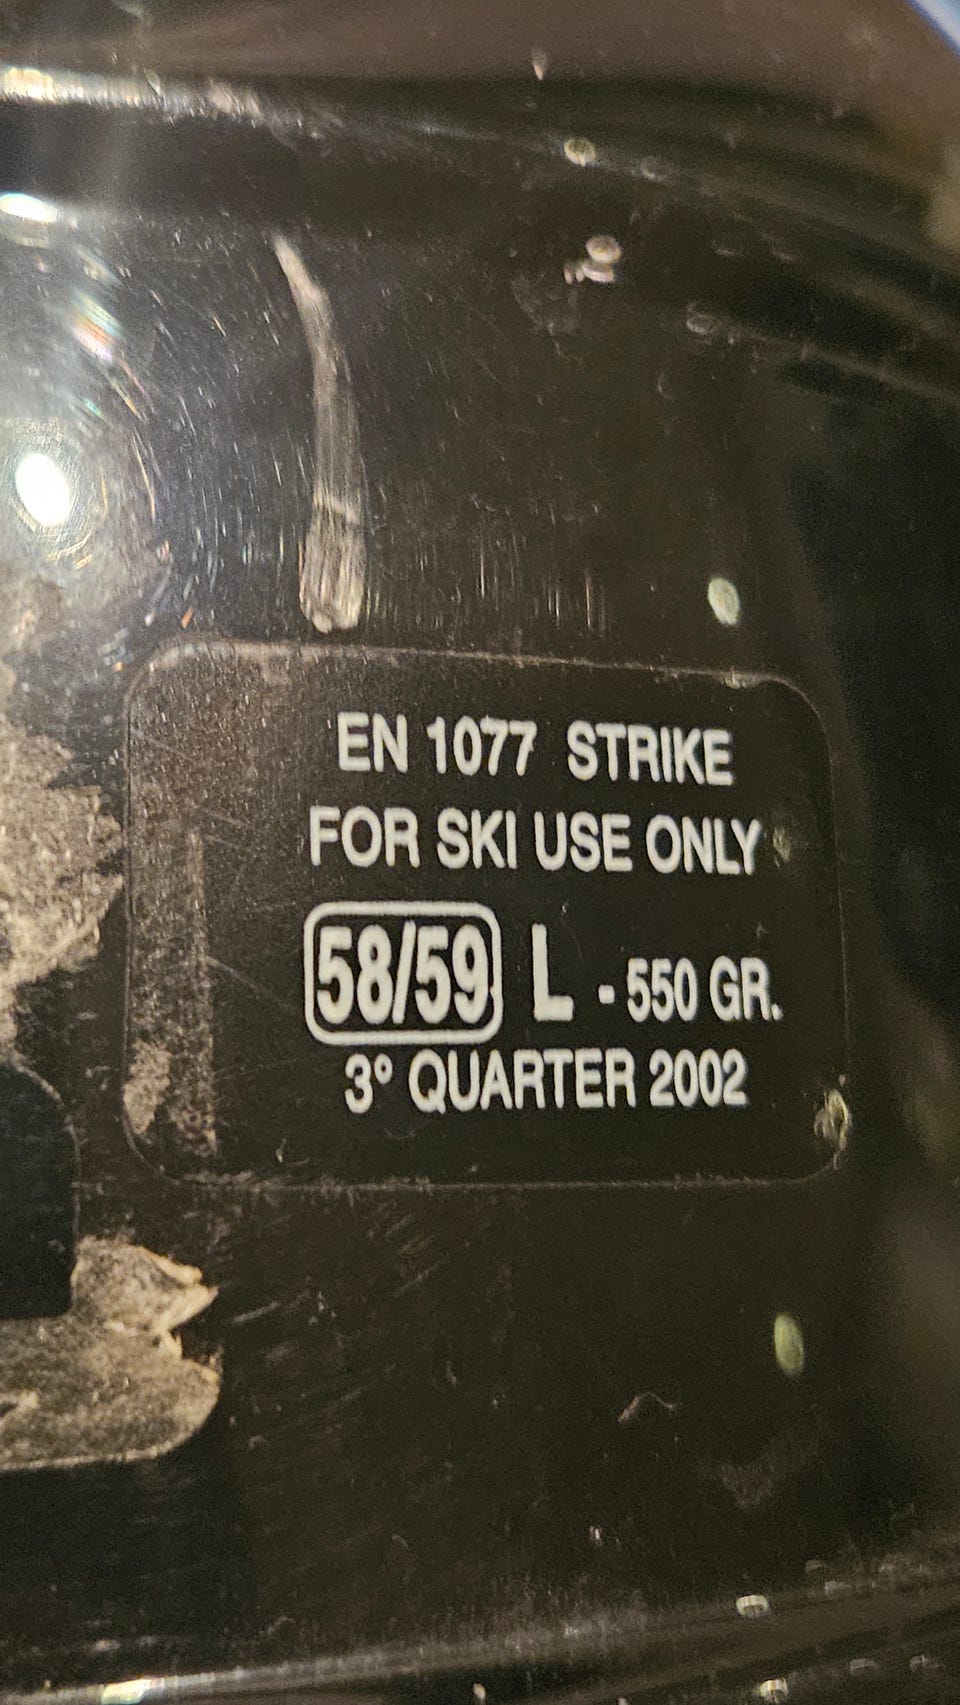 EN 1077 STRIKE
FOR SKI USE ONLY
58/59 L - 550 GR.
3° QUARTER 2002